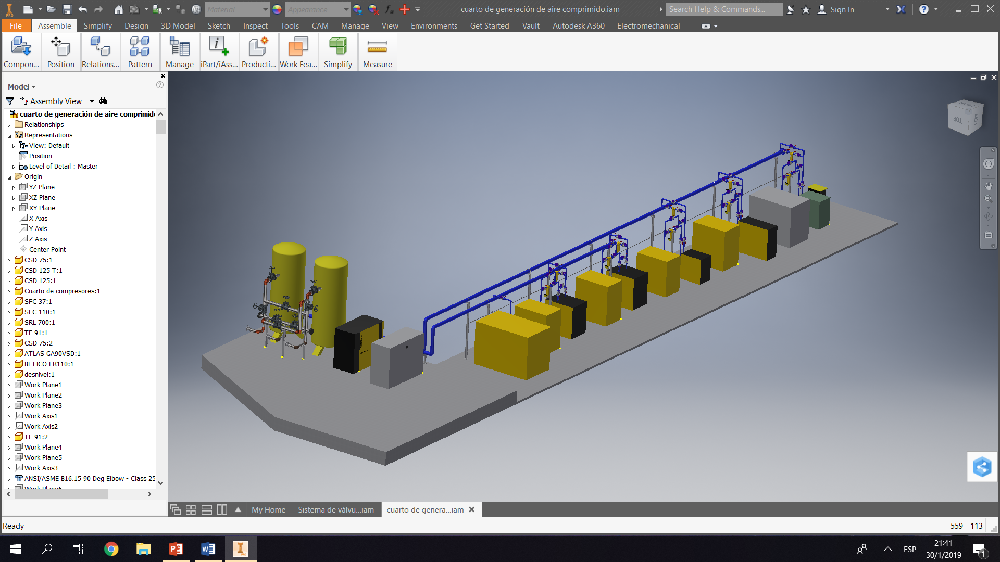 PRO
Material
Appearance
cuarto de generación de aire comprimido.iam
Search Help & Commands...
Sign In
File
Assemble
Simplify
Design
3D Model
Sketch
Inspect
Tools
CAM
Manage
View
Environments
Get Started
Vault
Autodesk A360
Electromechanical
Compon...
Position
Relations...
Pattern
Manage
iPart/iAss...
Producti...
Work Fea...
Simplify
Measure
Model
Assembly View
cuarto de generación de aire comprimido
Relationships
Representations
View: Default
Position
Level of Detail : Master
Origin
YZ Plane
XZ Plane
XY Plane
X Axis
Y Axis
Z Axis
Center Point
CSD 75:1
CSD 125 T:1
CSD 125:1
Cuarto de compresores:1
SFC 37:1
SFC 110:1
SRL 700:1
TE 91:1
CSD 75:2
ATLAS GA90VSD:1
BETICO ER110:1
desnivel:1
Work Plane1
Work Plane2
Work Plane3
Work Axis1
Work Axis2
TE 91:2
Work Plane4
Work Plane5
Work Axis3
ANSI/ASME B16.15 90 Deg Elbow - Class 25
Work Plane6
TOP
LEFT
My Home
Sistema de válvu...iam
cuarto de genera...iam
Ready
559
113
ESP
21:41
30/1/2019
1